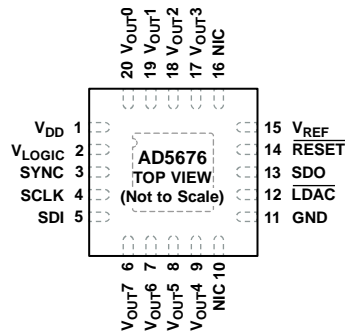 20 VOUT0
19 VOUT1
18 VOUT2
17 VOUT3
16 NIC
VDD 1
VLOGIC 2
SYNC 3
SCLK 4
SDI 5
AD5676
TOP VIEW
(Not to Scale)
15 VREF
14 RESET
13 SDO
12 LDAC
11 GND
VOUT7 6
VOUT6 7
VOUT5 8
VOUT4 9
NIC 10